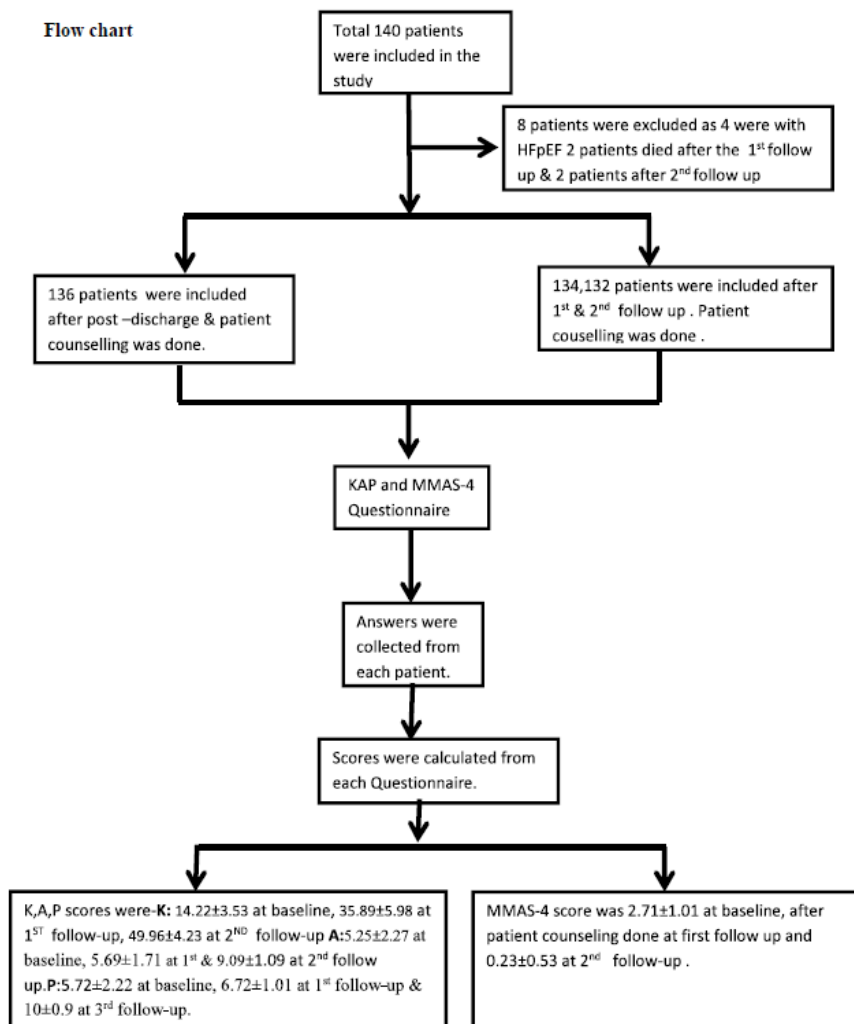 Flow chart
Total 140 patients
were included in the
study
8 patients were excluded as 4 were with
HFpEF 2 patients died after the 1st follow
up & 2 patients after 2nd follow up
136 patients were included
after post –discharge & patient
counselling was done.
134,132 patients were included after
1st & 2nd follow up . Patient
couselling was done .
KAP and MMAS-4
Questionnaire
Answers were
collected from
each patient.
Scores were calculated from
each Questionnaire.
K,A,P scores were-K: 14.22±3.53 at baseline, 35.89±5.98 at
1ST follow-up, 49.96±4.23 at 2ND follow-up A:5.25±2.27 at
baseline, 5.69±1.71 at 1st & 9.09±1.09 at 2nd follow
up.P:5.72±2.22 at baseline, 6.72±1.01 at 1st follow-up &
10±0.9 at 3rd follow-up.
MMAS-4 score was 2.71±1.01 at baseline, after
patient counseling done at first follow up and
0.23±0.53 at 2nd follow-up .